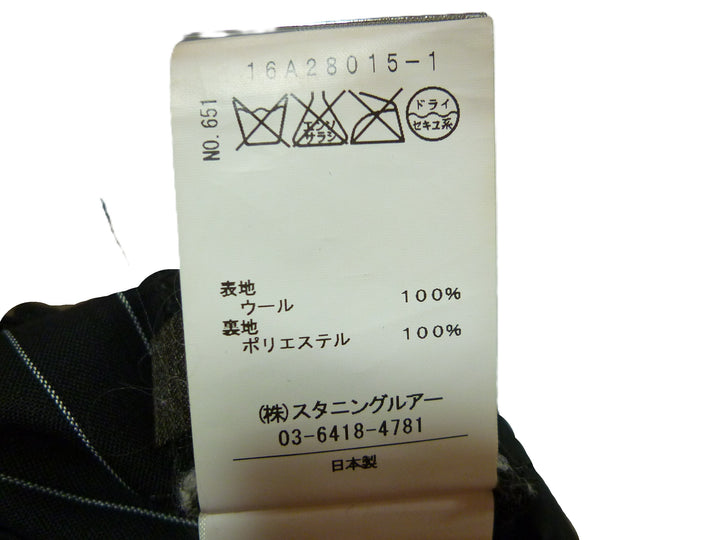 16A28015-1
NO.651
エンソ
サラシ
ドライ
セキユ系
表地
ウール 100%
裏地
ポリエステル 100%
(株)スタニングルアー
03-6418-4781
日本製